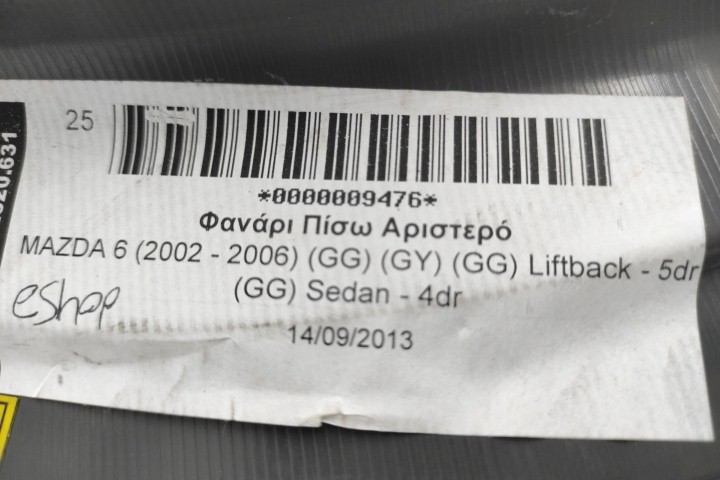 25
*0000009476*
Φανάρι Πίσω Αριστερό
MAZDA 6 (2002 - 2006) (GG) (GY) (GG) Liftback - 5dr
(GG) Sedan - 4dr
eshop
14/09/2013